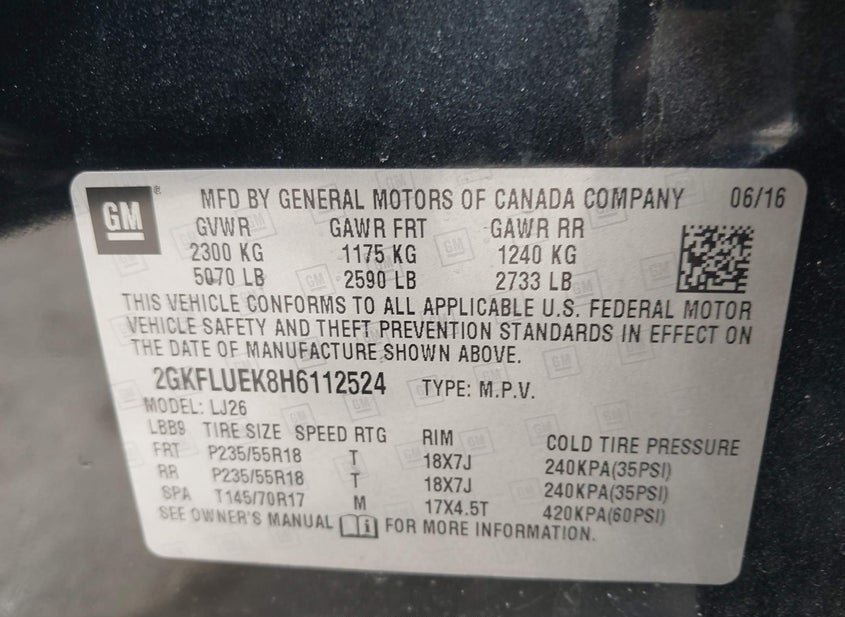 GM
MFD BY GENERAL MOTORS OF CANADA COMPANY 06/16
GVWR GAWR FRT GAWR RR
2300 KG 1175 KG 1240 KG
5070 LB 2590 LB 2733 LB
THIS VEHICLE CONFORMS TO ALL APPLICABLE U.S. FEDERAL MOTOR
VEHICLE SAFETY AND THEFT PREVENTION STANDARDS IN EFFECT ON
THE DATE OF MANUFACTURE SHOWN ABOVE.
2GKFLUEK8H6112524 TYPE: M.P.V.
MODEL: LJ26
LBB9 TIRE SIZE SPEED RTG RIM COLD TIRE PRESSURE
FRT P235/55R18 T 18X7J 240KPA(35PSI)
RR P235/55R18 T 18X7J 240KPA(35PSI)
SPA T145/70R17 M 17X4.5T 420KPA(60PSI)
SEE OWNER'S MANUAL FOR MORE INFORMATION.